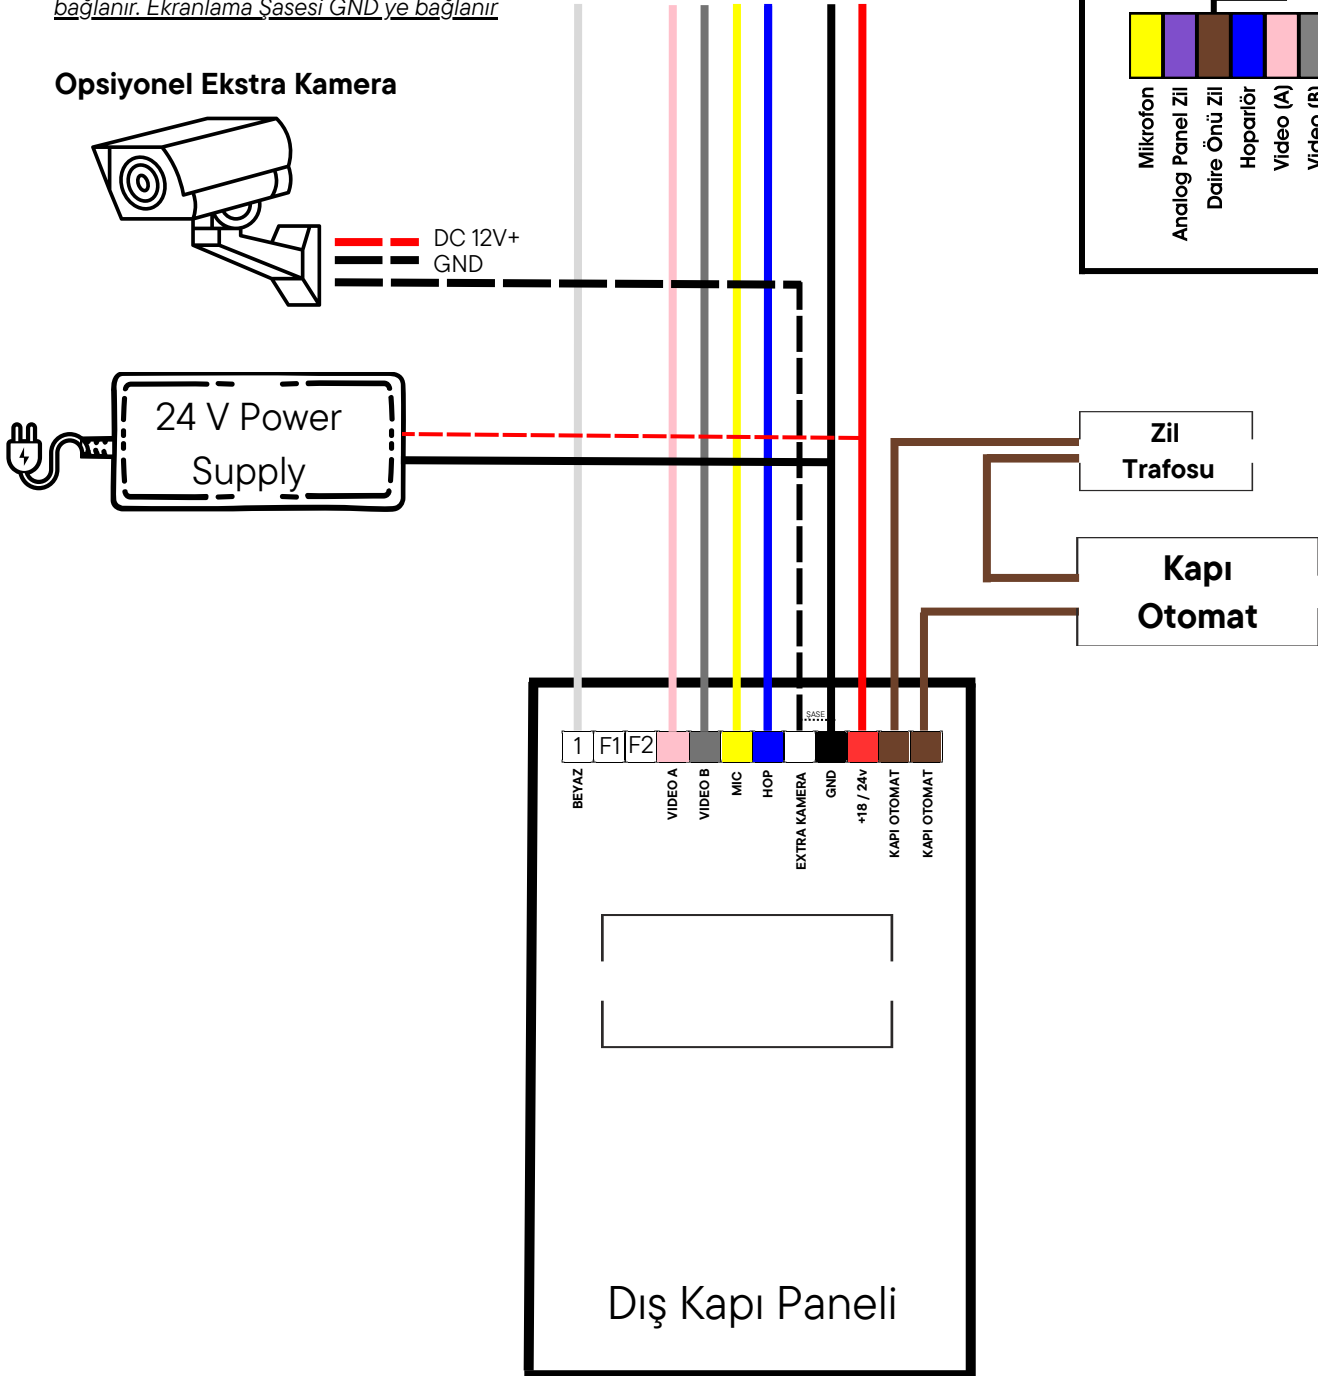 bağlanır. Ekranlama Şasesi GND ye bağlanır
Opsiyonel Ekstra Kamera
DC 12V+
GND
24 V Power
Supply
Mikrofon
Analog Panel Zil
Daire Önü Zil
Hoparlör
Video (A)
Video (B)
Zil
Trafosu
Kapı
Otomat
ŞASE
1
F1
F2
BEYAZ
VIDEO A
VIDEO B
MIC
HOP
EXTRA KAMERA
GND
+18 / 24v
KAPI OTOMAT
KAPI OTOMAT
Dış Kapı Paneli